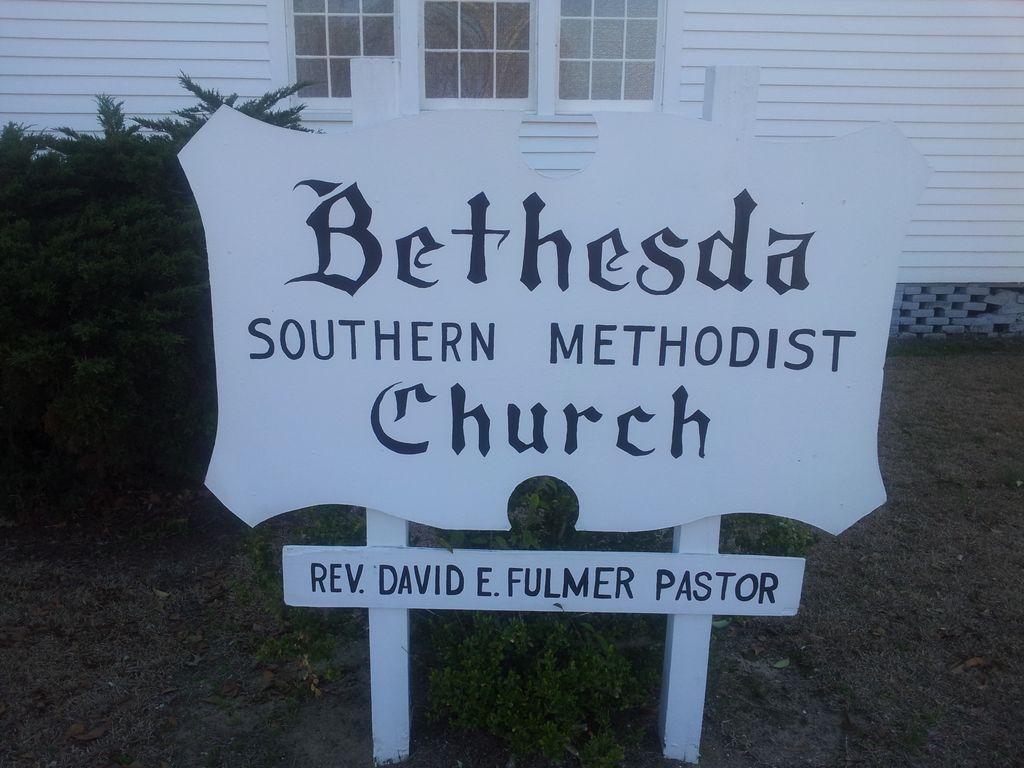 Bethesda
SOUTHERN METHODIST
Church
REV. DAVID E. FULMER PASTOR